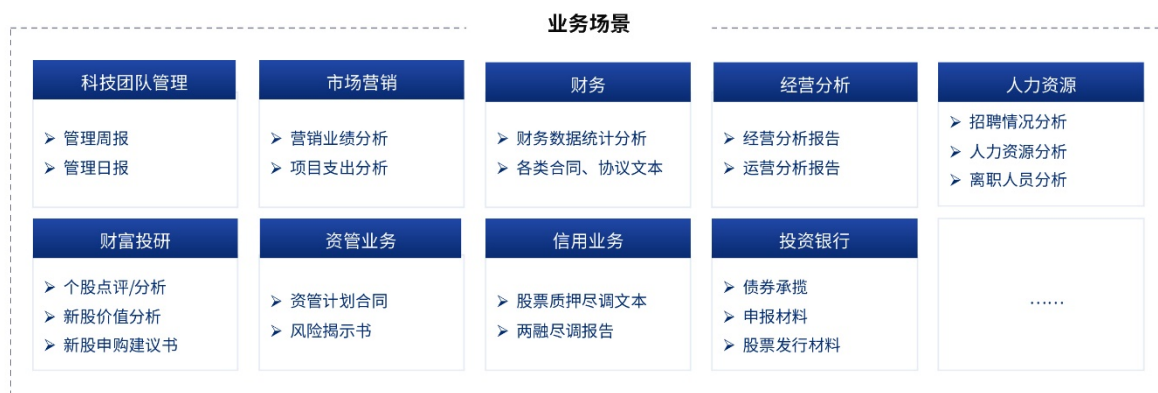 业务场景
科技团队管理
管理周报
管理日报
市场营销
营销业绩分析
项目支出分析
财务
财务数据统计分析
各类合同、协议文本
经营分析
经营分析报告
运营分析报告
人力资源
招聘情况分析
人力资源分析
离职人员分析
财富投研
个股点评/分析
新股价值分析
新股申购建议书
资管业务
资管计划合同
风险揭示书
信用业务
股票质押尽调文本
两融尽调报告
投资银行
债券承揽
申报材料
股票发行材料
……